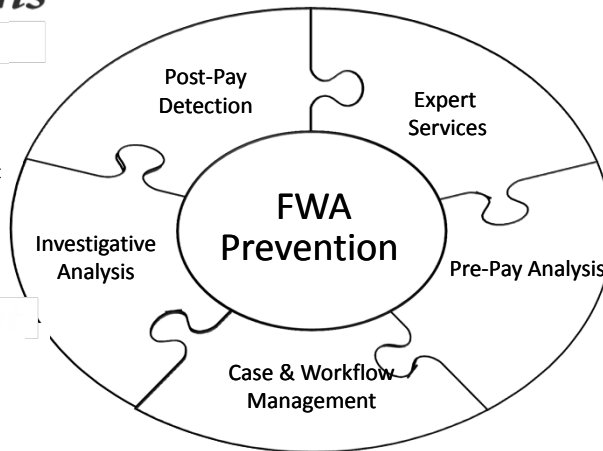 Post-Pay
Detection
Expert
Services
FWA
Prevention
Investigative
Analysis
Pre-Pay Analysis
Case & Workflow
Management